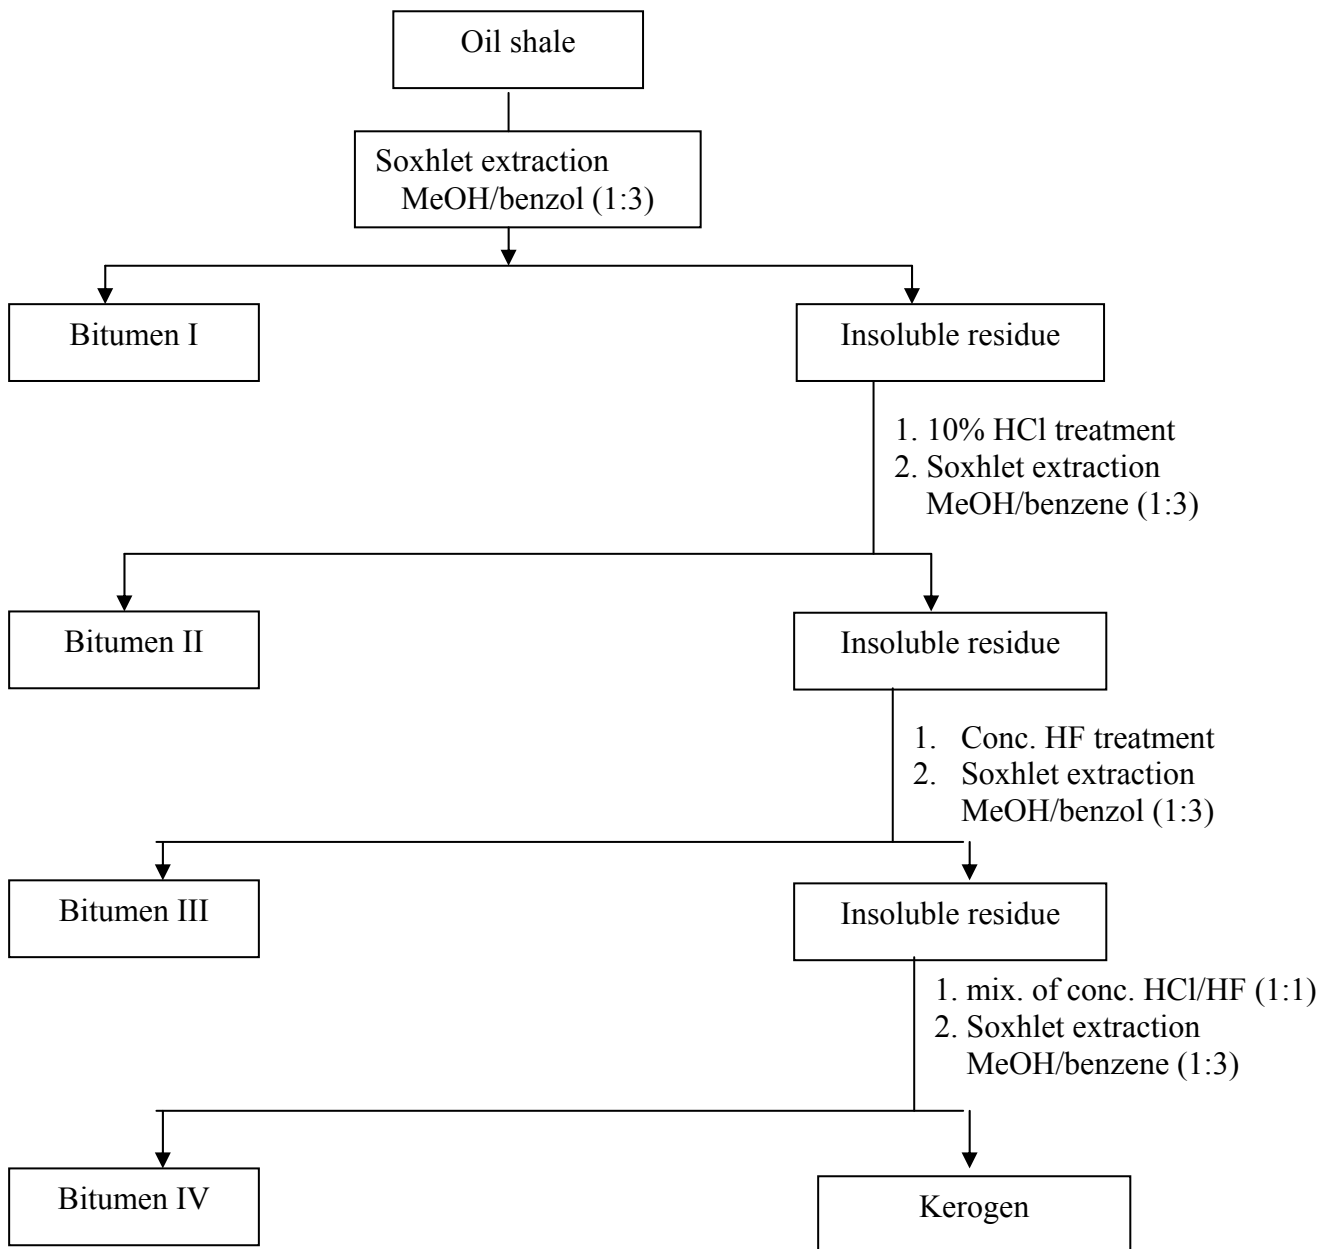 Oil shale
Soxhlet extraction
MeOH/benzol (1:3)
Bitumen I
Insoluble residue
1. 10% HCl treatment
2. Soxhlet extraction
MeOH/benzene (1:3)
Bitumen II
Insoluble residue
1. Conc. HF treatment
2. Soxhlet extraction
MeOH/benzol (1:3)
Bitumen III
Insoluble residue
1. mix. of conc. HCl/HF (1:1)
2. Soxhlet extraction
MeOH/benzene (1:3)
Bitumen IV
Kerogen